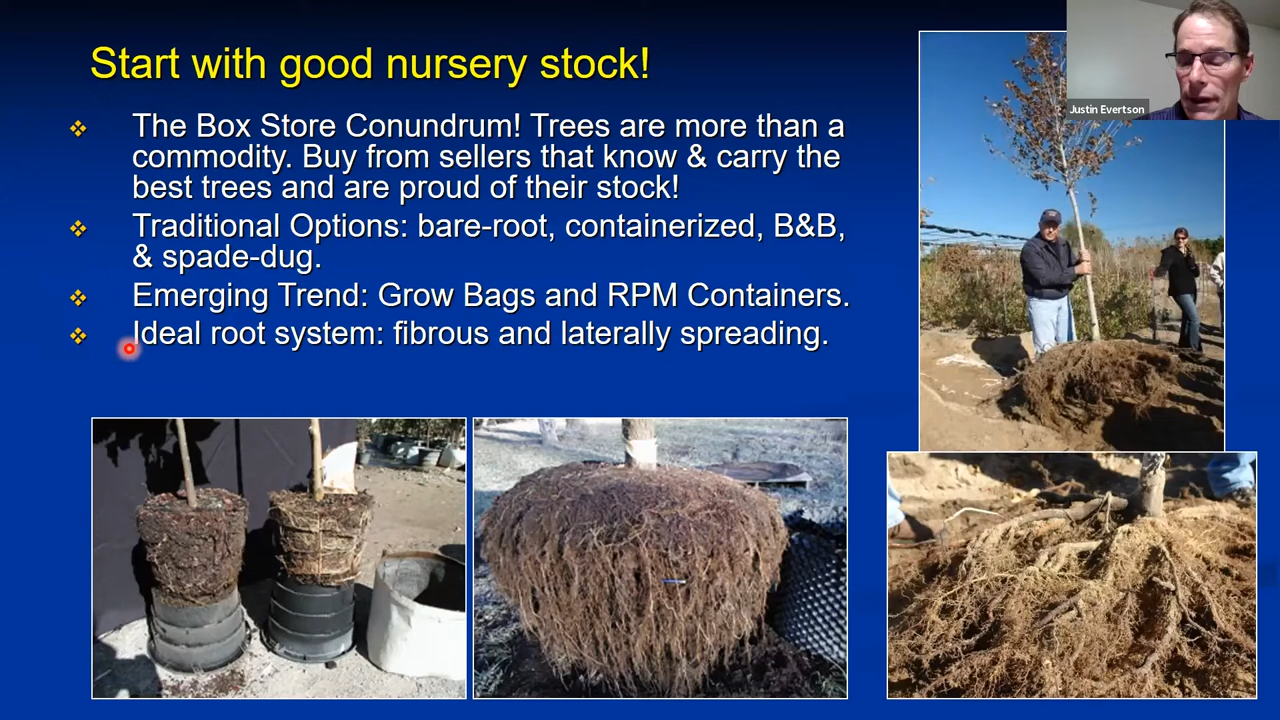 Start with good nursery stock!
The Box Store Conundrum! Trees are more than a
commodity. Buy from sellers that know & carry the
best trees and are proud of their stock!
Traditional Options: bare-root, containerized, B&B,
& spade-dug.
Emerging Trend: Grow Bags and RPM Containers.
Ideal root system: fibrous and laterally spreading.
Justin Evertson